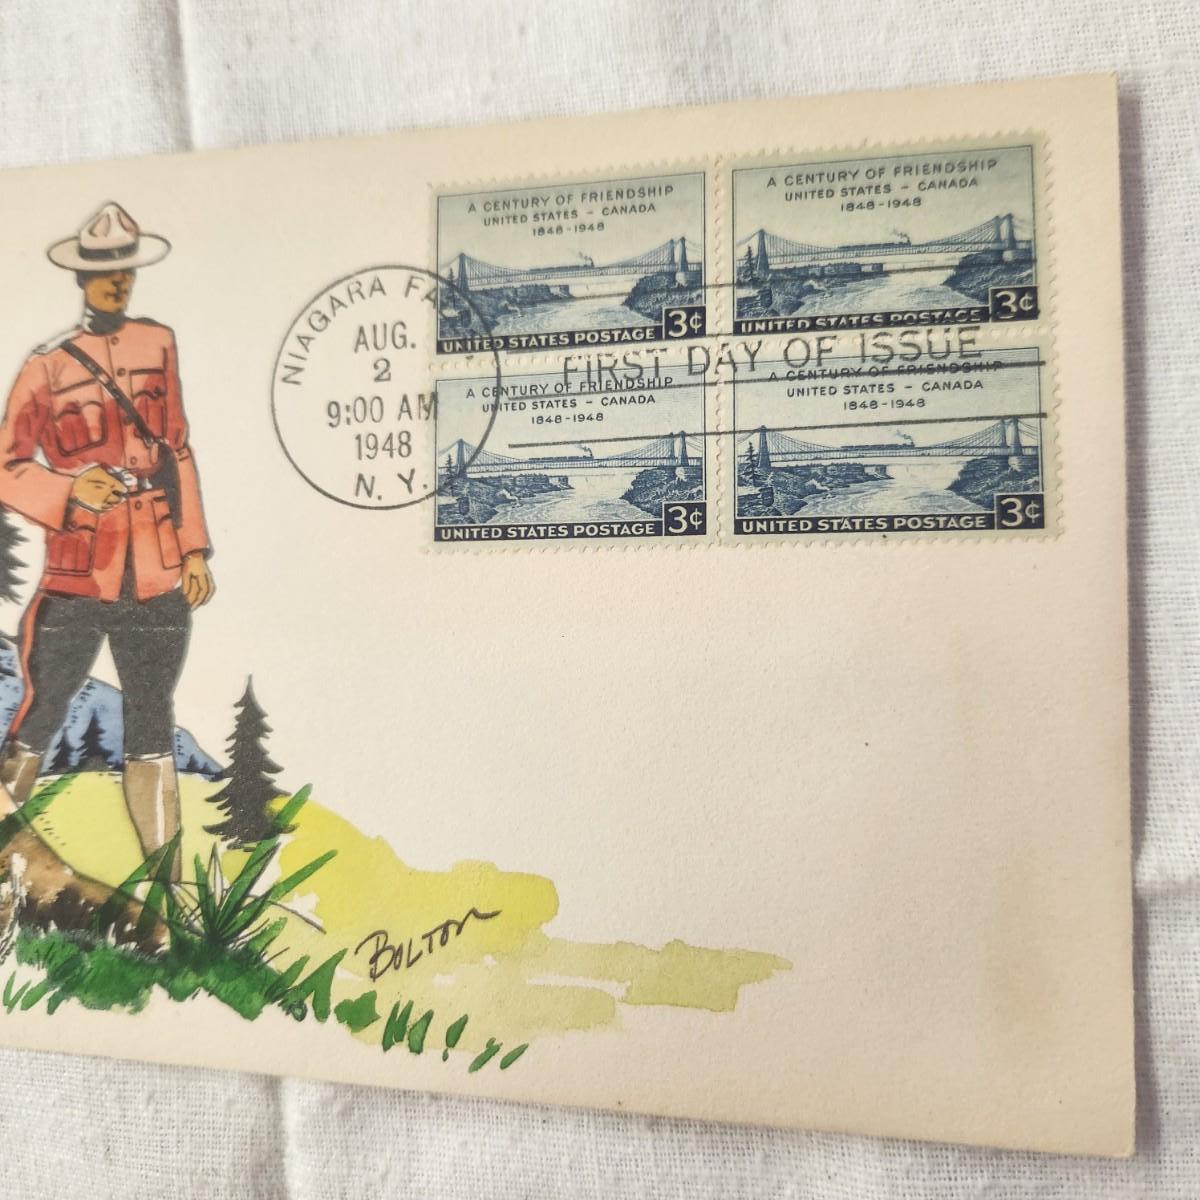 A CENTURY OF FRIENDSHIP
UNITED STATES - CANADA
1848-1948
UNITED STATES POSTAGE 3¢
A CENTURY OF FRIENDSHIP
UNITED STATES - CANADA
1848-1948
UNITED STATES POSTAGE 3¢
NIAGARA FA
AUG.
2
9:00 AM
1948
N. Y.
FIRST DAY OF ISSUE
A CENTURY OF FRIENDSHIP
UNITED STATES - CANADA
1848-1948
UNITED STATES POSTAGE 3¢
A CENTURY OF FRIENDSHIP
UNITED STATES - CANADA
1848-1948
UNITED STATES POSTAGE 3¢
BOLTON